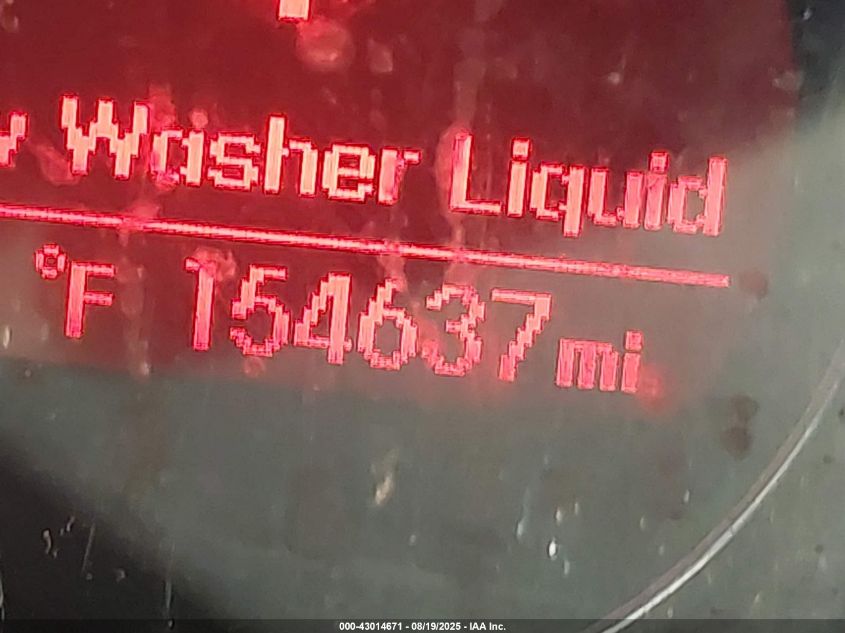 Washer Liquid
°F 154637 mi
000-43014671 - 08/19/2025 - IAA Inc.